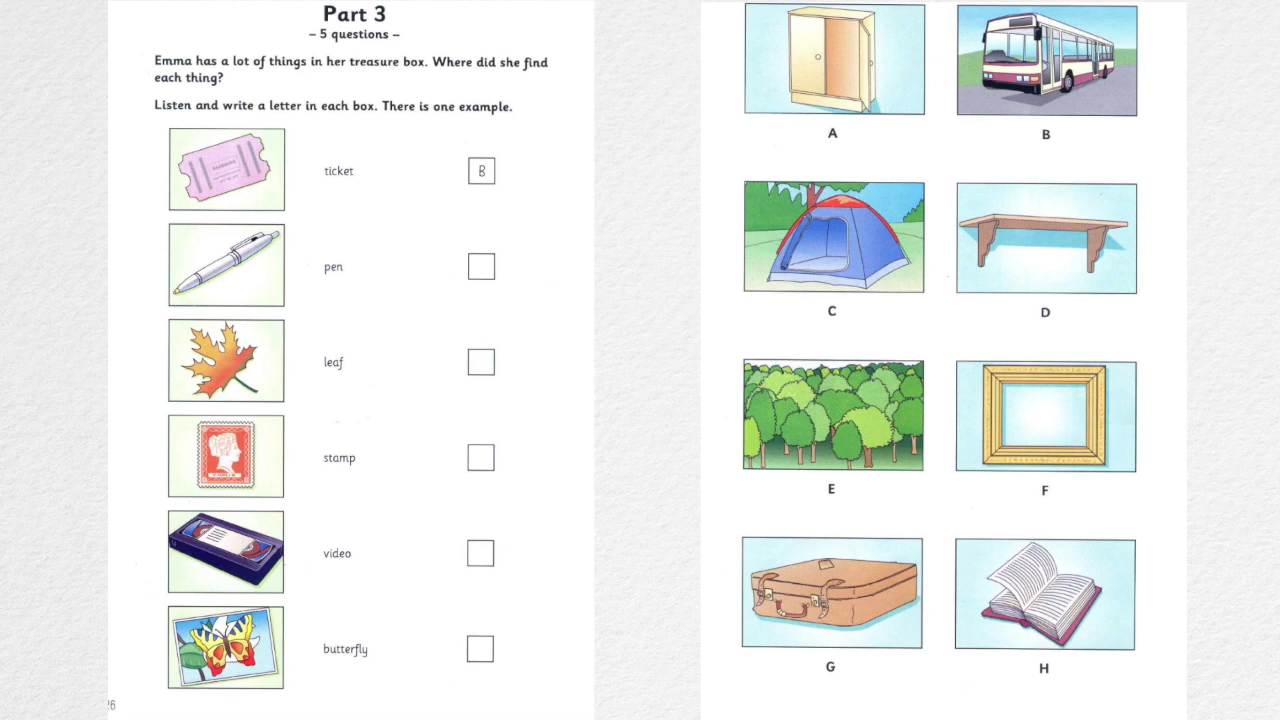 Part 3
– 5 questions –
Emma has a lot of things in her treasure box. Where did she find
each thing?
Listen and write a letter in each box. There is one example.
ticket
B
pen
leaf
stamp
video
butterfly
A
B
C
D
E
F
G
H